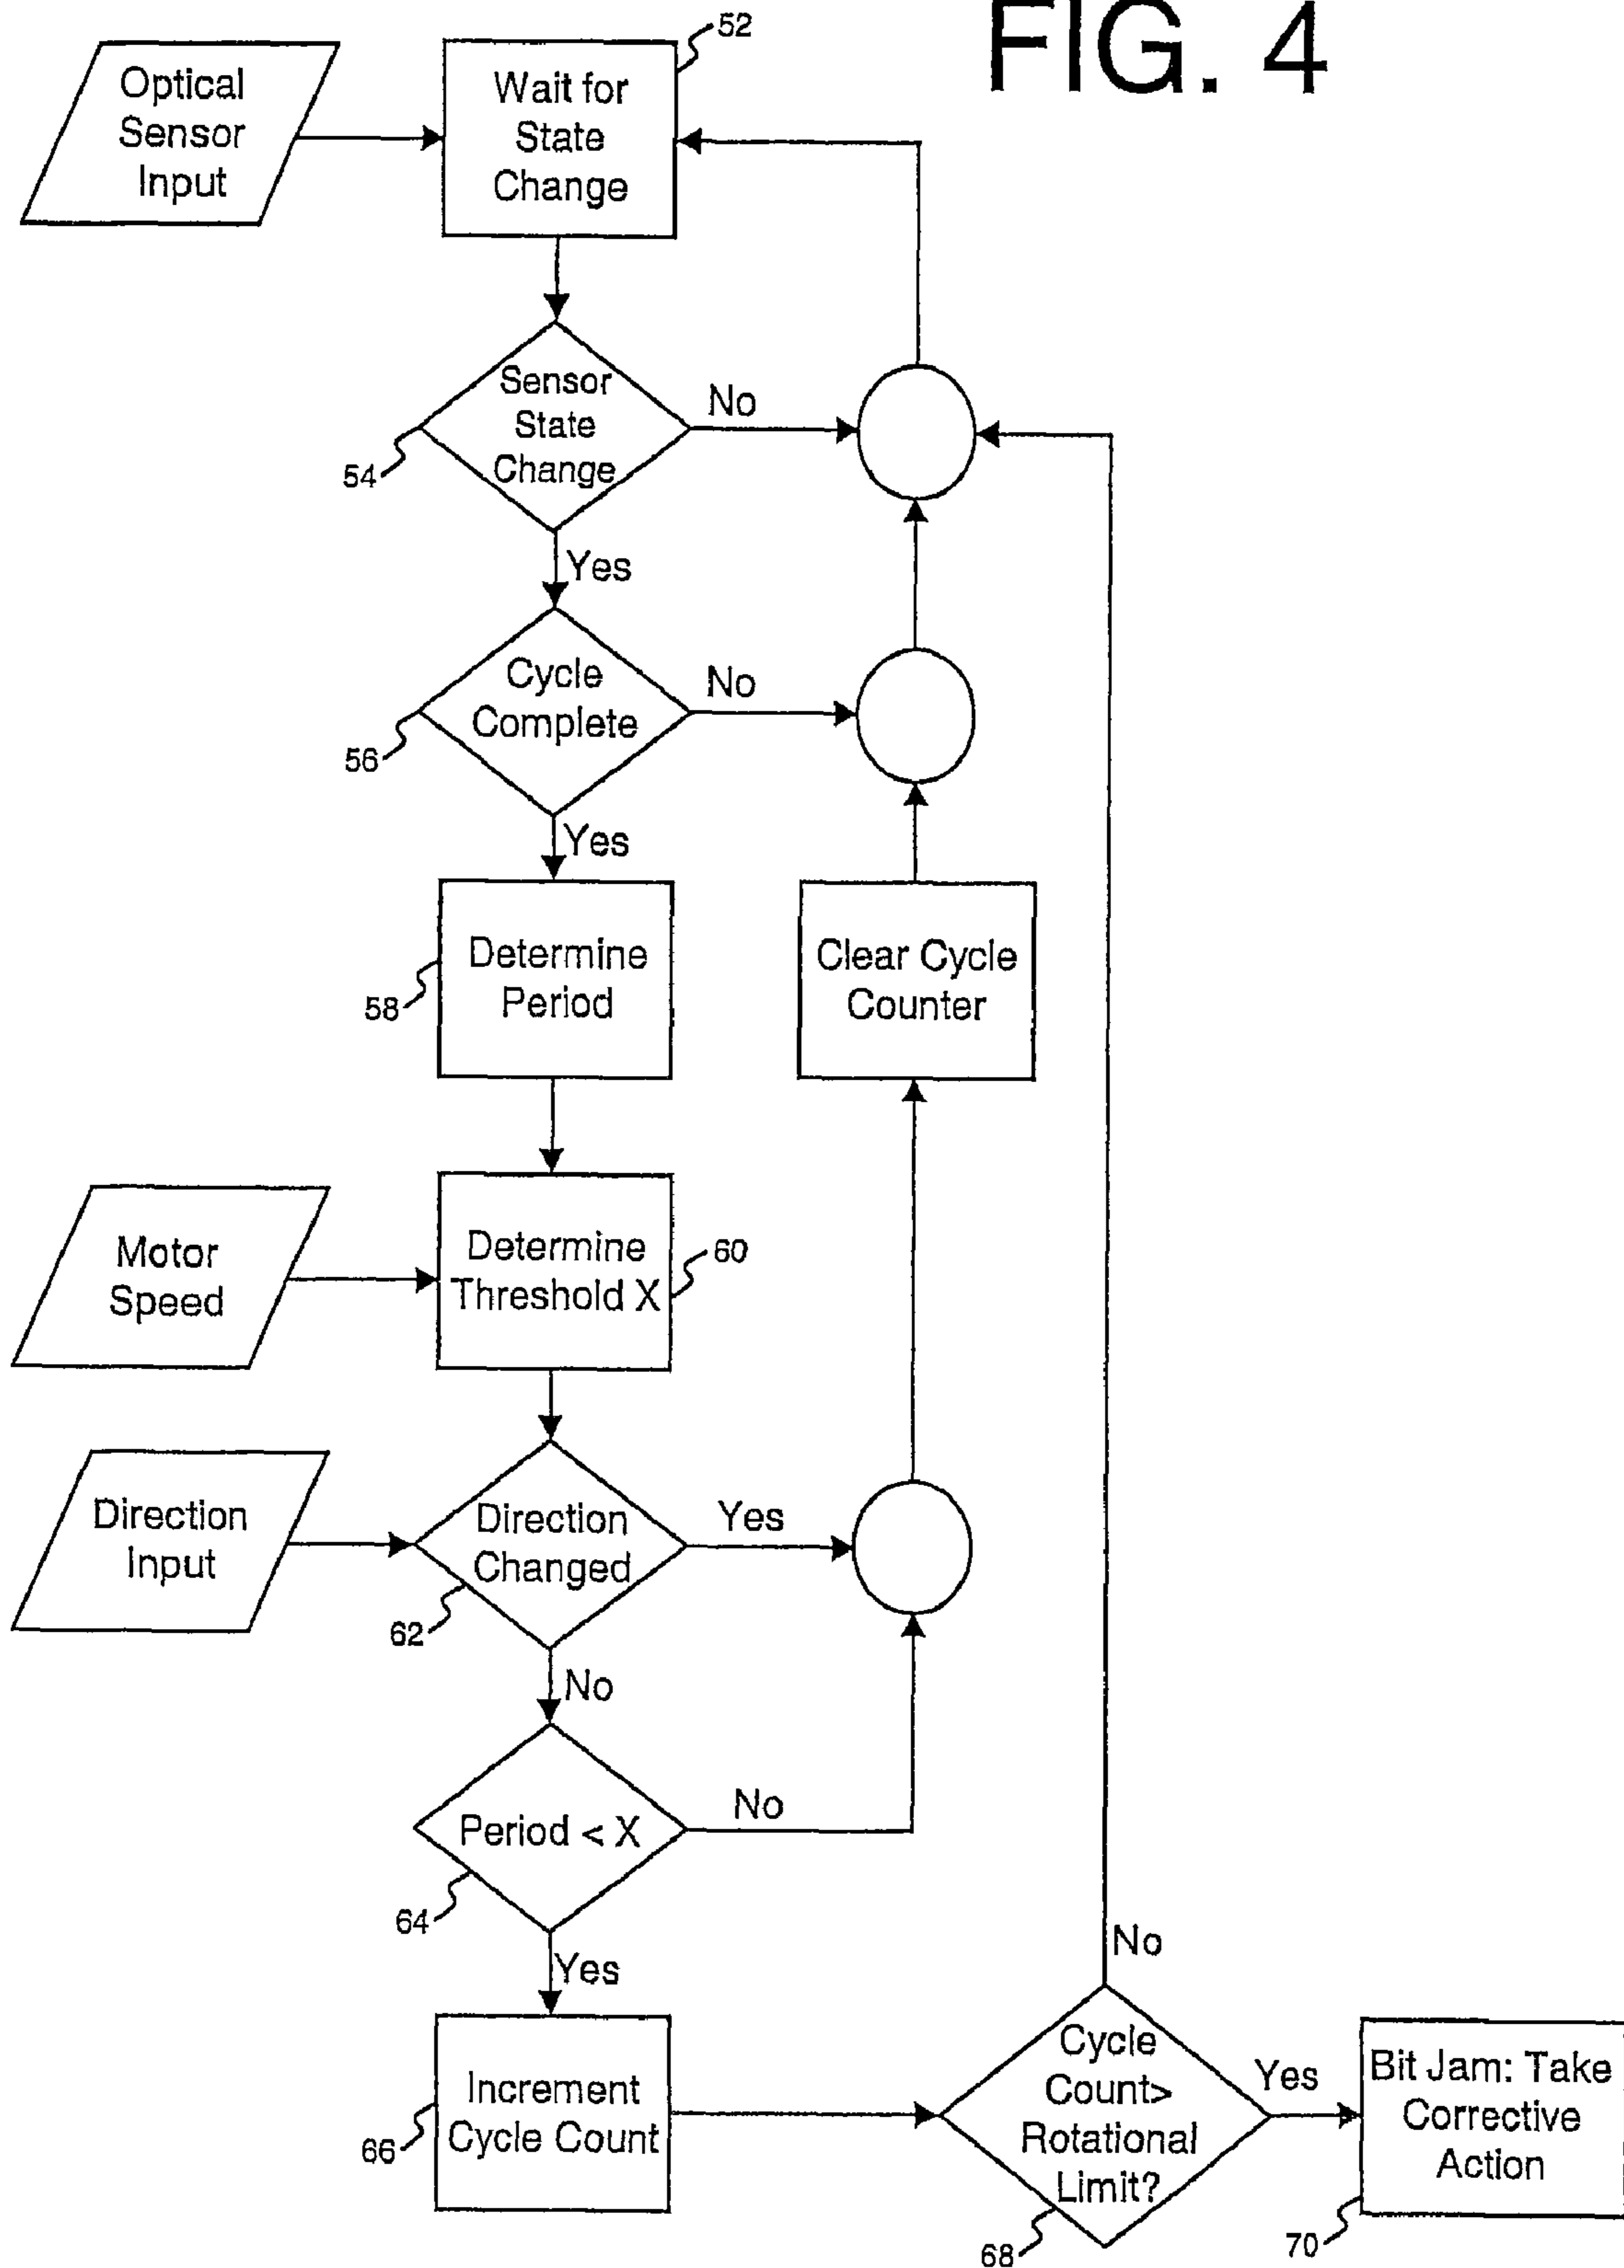 FIG. 4
52
Optical
Sensor
Input
Wait for
State
Change
Sensor
State
Change
No
54
Yes
Cycle
Complete
No
56
Yes
Determine
Period
58
Clear Cycle
Counter
Motor
Speed
Determine
Threshold X
60
Direction
Input
Direction
Changed
Yes
62
No
Period < X
No
64
Yes
No
Increment
Cycle Count
66
Cycle
Count>
Rotational
Limit?
68
Yes
Bit Jam: Take
Corrective
Action
70